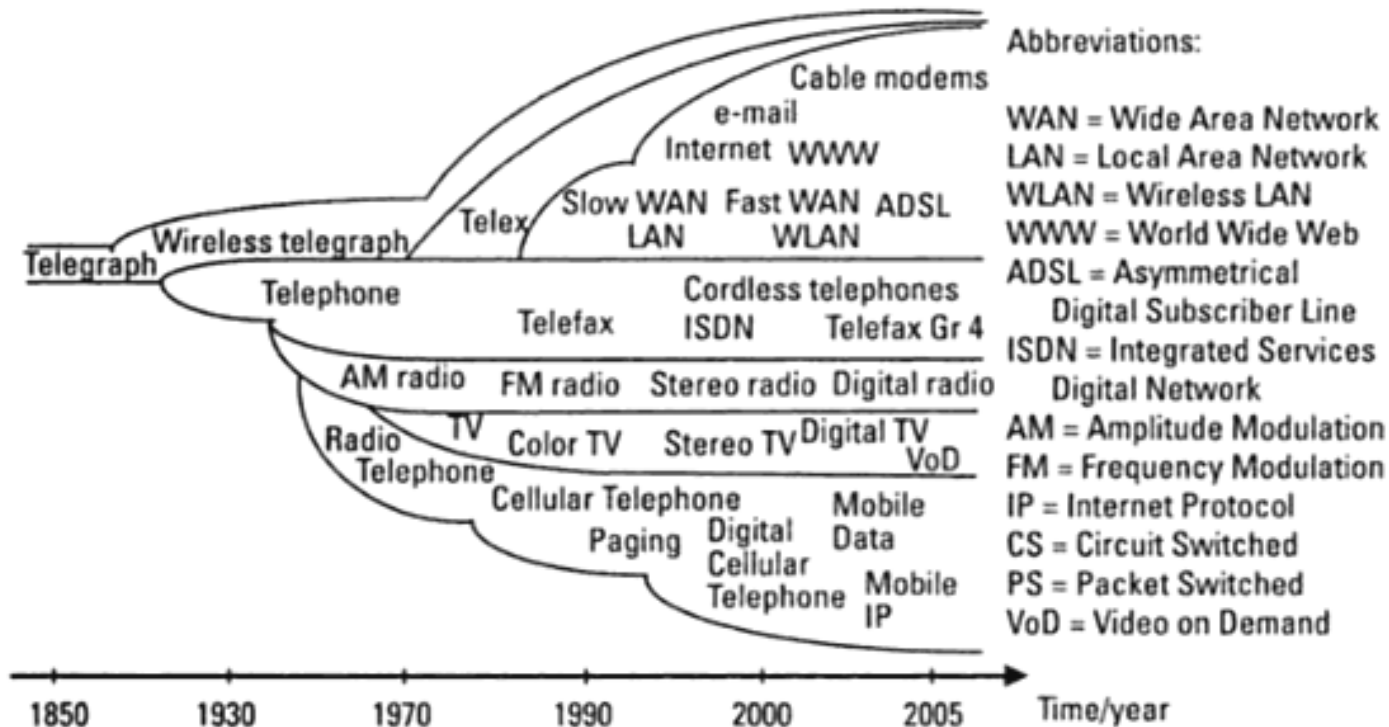 Abbreviations:
Cable modems
e-mail
WAN = Wide Area Network
Internet WWW
LAN = Local Area Network
WLAN = Wireless LAN
Telex
Slow WAN Fast WAN ADSL
LAN WLAN
WWW = World Wide Web
Wireless telegraph
Telegraph
ADSL = Asymmetrical
Digital Subscriber Line
Telephone
Cordless telephones
Telefax ISDN Telefax Gr 4
ISDN = Integrated Services
Digital Network
AM radio FM radio Stereo radio Digital radio
AM = Amplitude Modulation
TV Color TV Stereo TV Digital TV
VoD
FM = Frequency Modulation
Radio
Telephone
IP = Internet Protocol
Cellular Telephone
Mobile
Data
Paging
Digital
Cellular
Telephone
CS = Circuit Switched
Mobile
IP
PS = Packet Switched
VoD = Video on Demand
1850 1930 1970 1990 2000 2005 Time/year